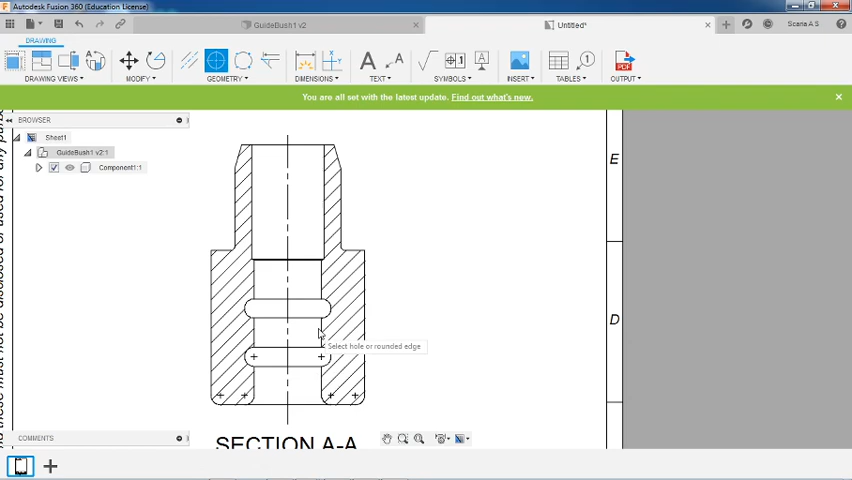 Autodesk Fusion 360 (Education License)
GuideBush1 v2
Untitled*
Scaria A S
DRAWING
DRAWING VIEWS
MODIFY
GEOMETRY
DIMENSIONS
TEXT
SYMBOLS
INSERT
TABLES
OUTPUT
You are all set with the latest update. Find out what's new.
BROWSER
Sheet1
GuideBush1 v2:1
Component1:1
E
D
Select hole or rounded edge
SECTION A-A
COMMENTS